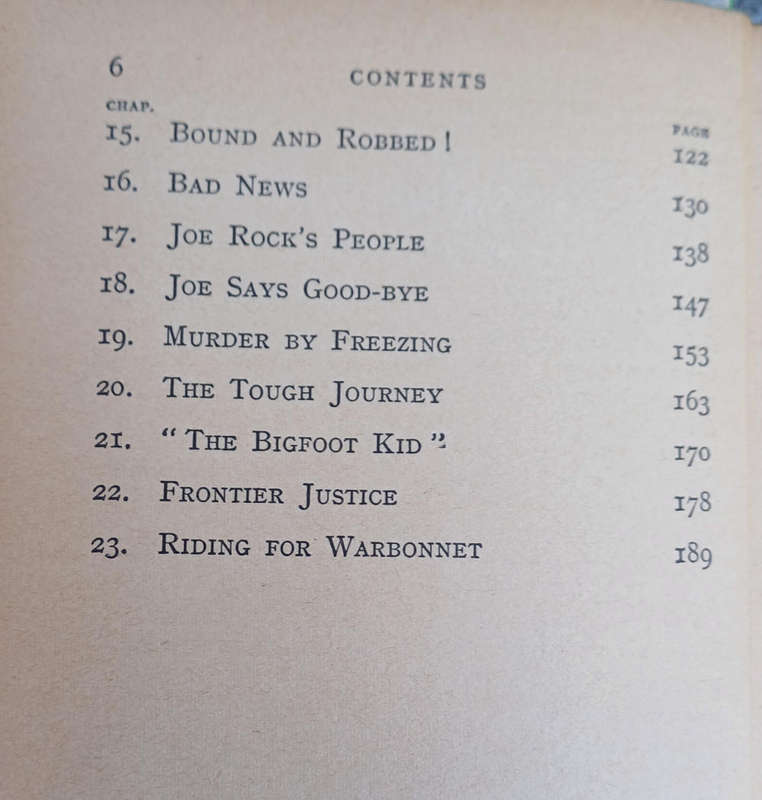 6 CONTENTS
CHAP. PAGE
15. BOUND AND ROBBED! 122
16. BAD NEWS 130
17. JOE ROCK'S PEOPLE 138
18. JOE SAYS GOOD-BYE 147
19. MURDER BY FREEZING 153
20. THE TOUGH JOURNEY 163
21. "THE BIGFOOT KID" 170
22. FRONTIER JUSTICE 178
23. RIDING FOR WARBONNET 189